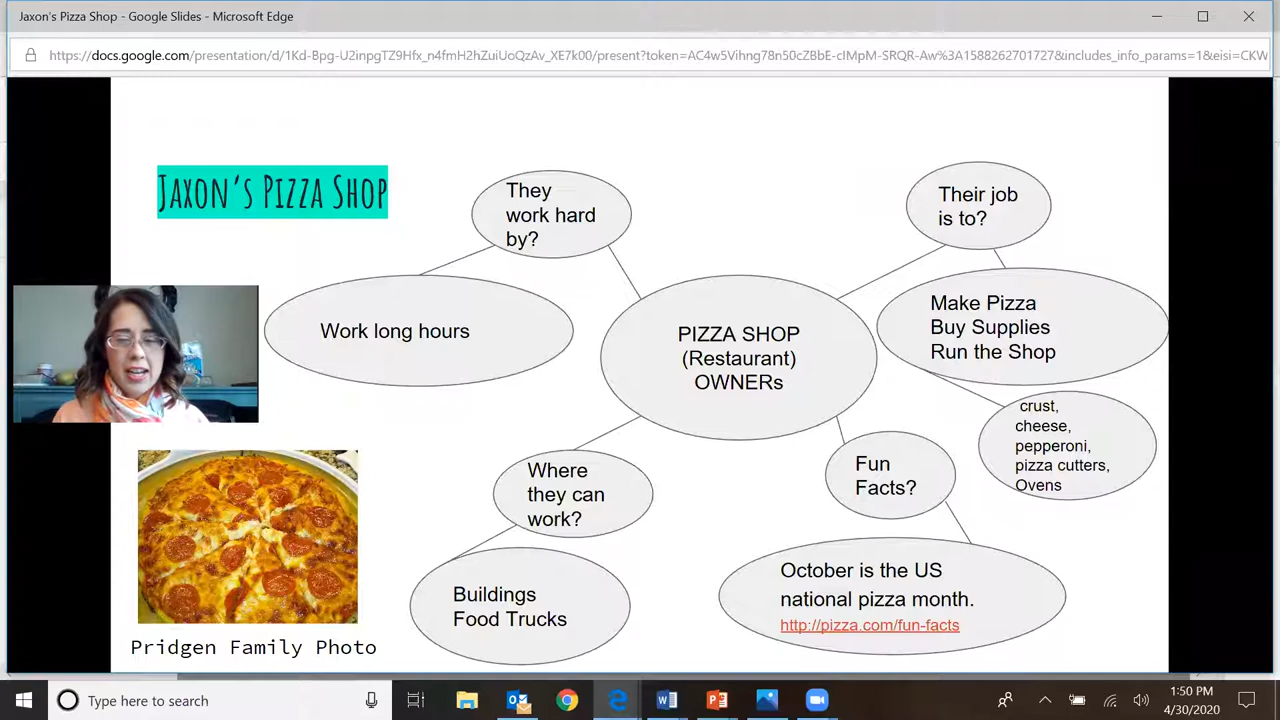 Jaxon's Pizza Shop - Google Slides - Microsoft Edge
https://docs.google.com/presentation/d/1Kd-Bpg-U2inpgTZ9Hfx_n4fmH2hZuiUoQzAv_XE7k00/present?token=AC4w5Vihng78n50cZBbE-cIMpM-SRQR-Aw%3A1588262701727&includes_info_params=1&eisi=CKW
Jaxon‘s Pizza Shop
They
work hard
by?
Their job
is to?
Work long hours
PIZZA SHOP
(Restaurant)
OWNERs
Make Pizza
Buy Supplies
Run the Shop
crust,
cheese,
pepperoni,
pizza cutters,
Ovens
Where
they can
work?
Fun
Facts?
Buildings
Food Trucks
October is the US
national pizza month.
http://pizza.com/fun-facts
Pridgen Family Photo
Type here to search
1:50 PM
4/30/2020